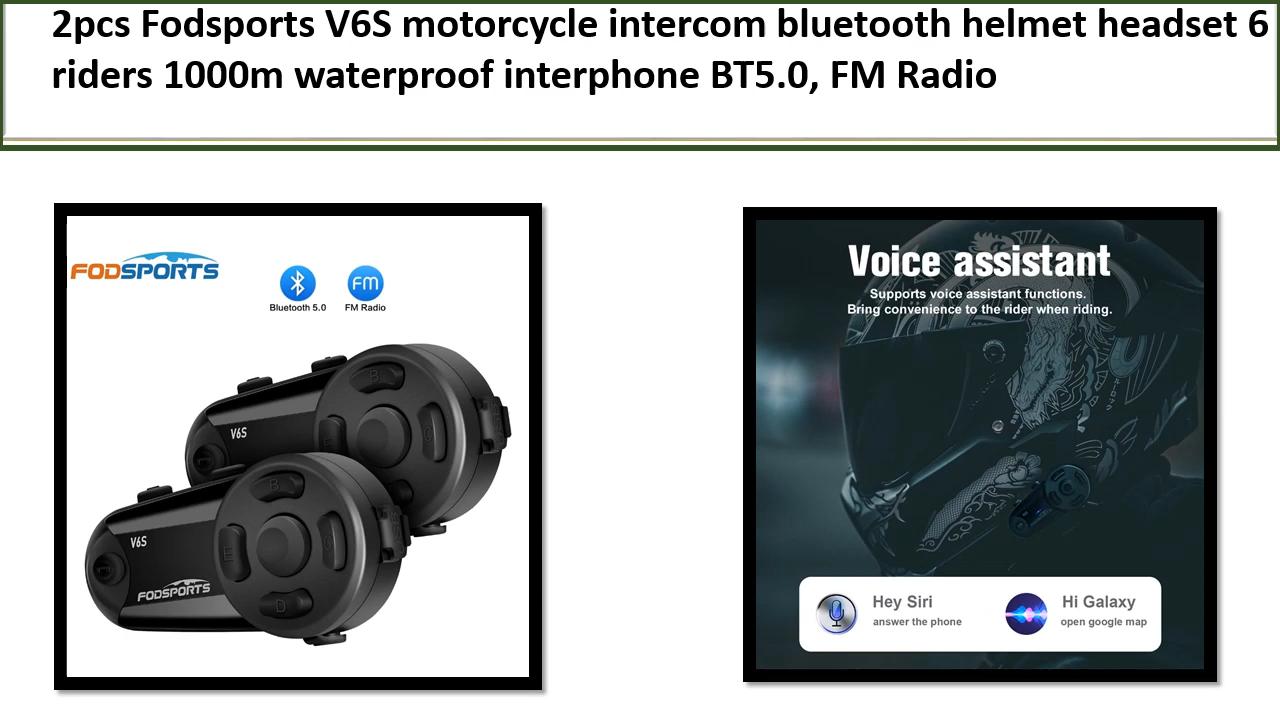 2pcs Fodsports V6S motorcycle intercom bluetooth helmet headset 6
riders 1000m waterproof interphone BT5.0, FM Radio
FODSPORTS
FM
Bluetooth 5.0
FM Radio
V6S
B
V6S
FODSPORTS
B
D
Voice assistant
Supports voice assistant functions.
Bring convenience to the rider when riding.
Hey Siri
answer the phone
Hi Galaxy
open google map